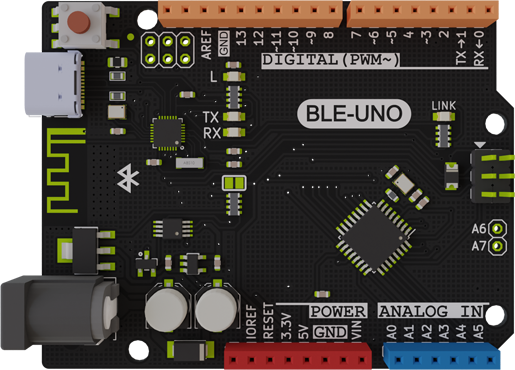 AREF
GND
13
12
~11
~10
~9
8
7
~6
~5
4
~3
2
TX→1
RX←0
DIGITAL (PWM~)
L
TX
RX
BLE-UNO
LINK
A6
A7
POWER
ANALOG IN
IOREF
RESET
3.3V
5V
GND
VIN
A0
A1
A2
A3
A4
A5